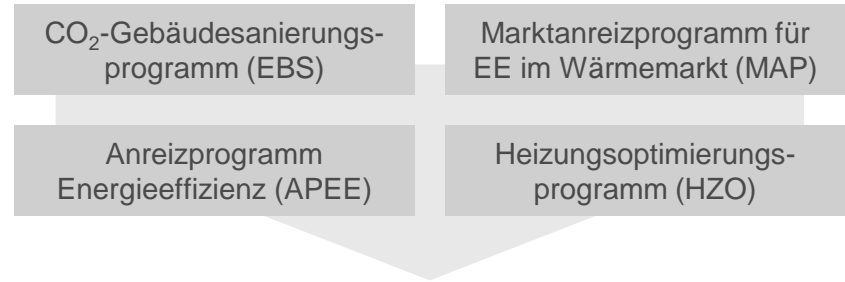 CO₂-Gebäudesanierungs-
programm (EBS)
Marktanreizprogramm für
EE im Wärmemarkt (MAP)
Anreizprogramm
Energieeffizienz (APEE)
Heizungsoptimierungs-
programm (HZO)